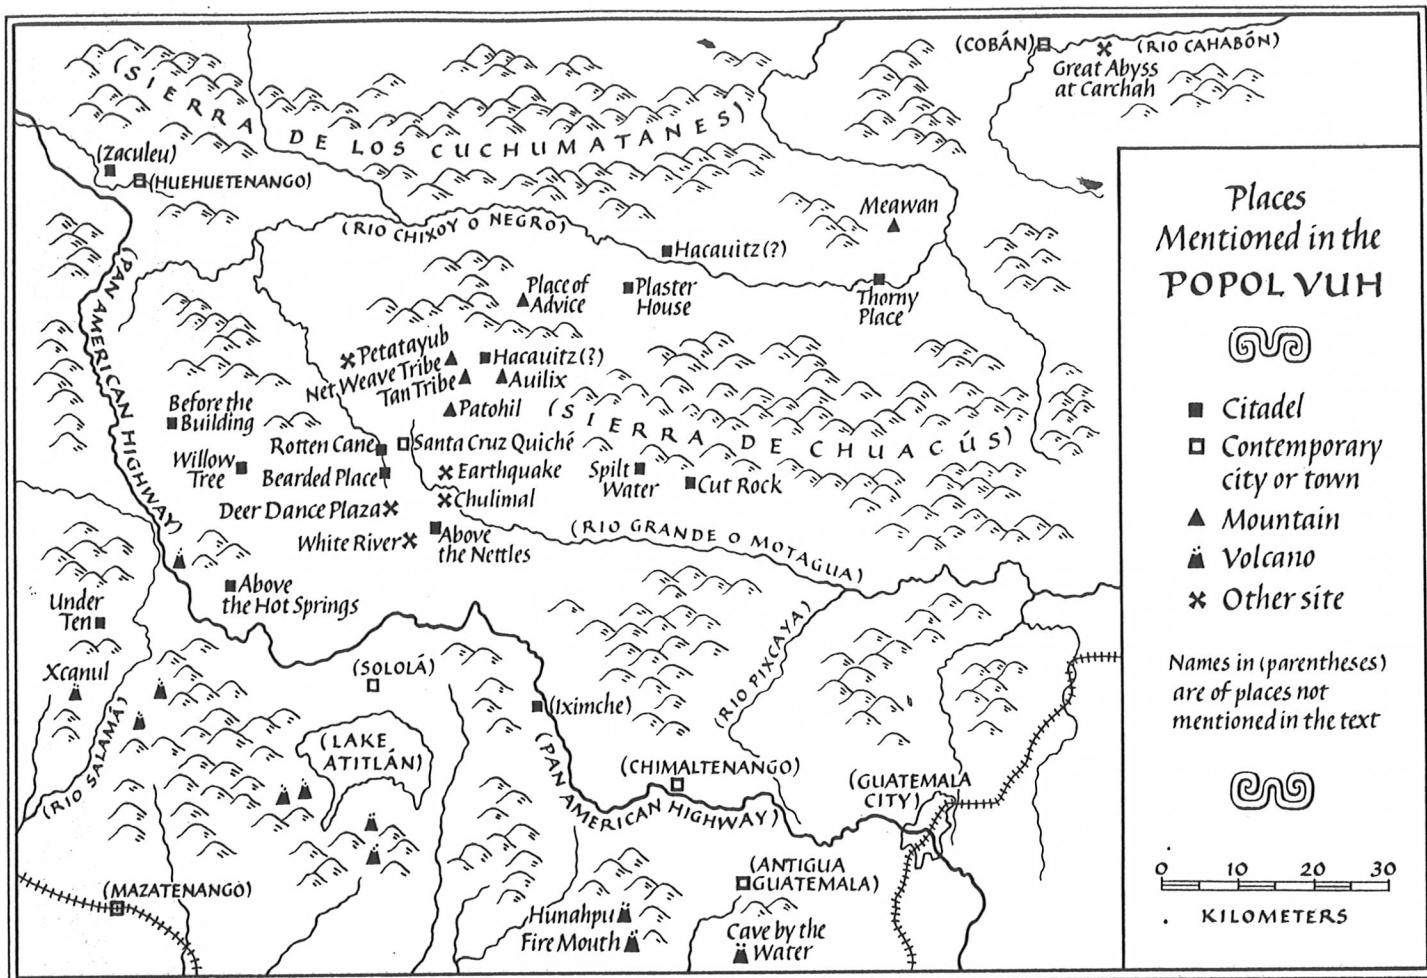 (COBÁN)
(RIO CAHABÓN)
Great Abyss
at Carchah
(SIERRA DE LOS CUCHUMATANES)
(Zaculeu)
(HUEHUETENANGO)
(RIO CHIXOY O NEGRO)
Meawan
Hacauitz (?)
Place of
Advice
Plaster
House
Thorny
Place
(PAN AMERICAN HIGHWAY)
Petatayub
Net Weave Tribe
Tan Tribe
Hacauitz (?)
Auilix
Patohil
(SIERRA DE CHUACÚS)
Before the
Building
Willow
Tree
Rotten Cane
Santa Cruz Quiché
Bearded Place
Earthquake
Chulimal
Spilt
Water
Cut Rock
Deer Dance Plaza
White River
Above
the Nettles
(RIO GRANDE O MOTAGUA)
Above
the Hot Springs
Under
Ten
Xcanul
(RIO SALAMÁ)
(SOLOLÁ)
(LAKE
ATITLÁN)
(Iximche)
(RIO PIXCAYA)
(PAN AMERICAN HIGHWAY)
(CHIMALTENANGO)
(GUATEMALA
CITY)
(MAZATENANGO)
(ANTIGUA
GUATEMALA)
Hunahpu
Fire Mouth
Cave by the
Water
Places
Mentioned in the
POPOL VUH
Citadel
Contemporary
city or town
Mountain
Volcano
Other site
Names in (parentheses)
are of places not
mentioned in the text
0 10 20 30
KILOMETERS